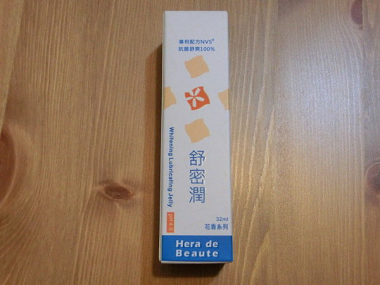 專利配方NVS®
抗菌舒爽100%
Whitening Lubricating Jelly
舒密潤
32ml
花香系列
Hera de
Beaute